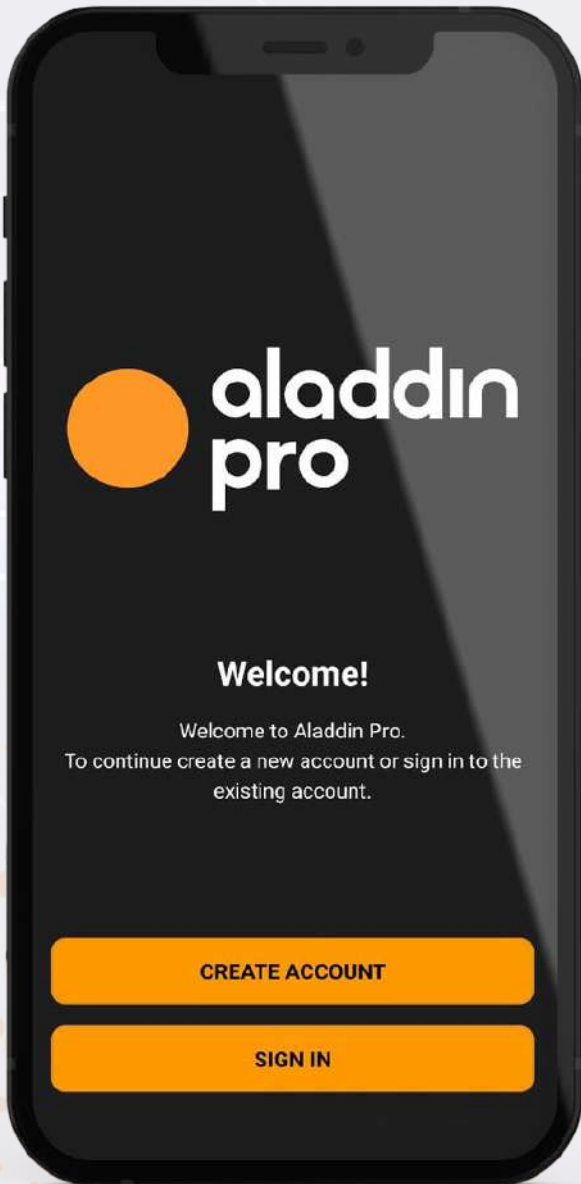 aladdin
pro
Welcome!
Welcome to Aladdin Pro.
To continue create a new account or sign in to the
existing account.
CREATE ACCOUNT
SIGN IN